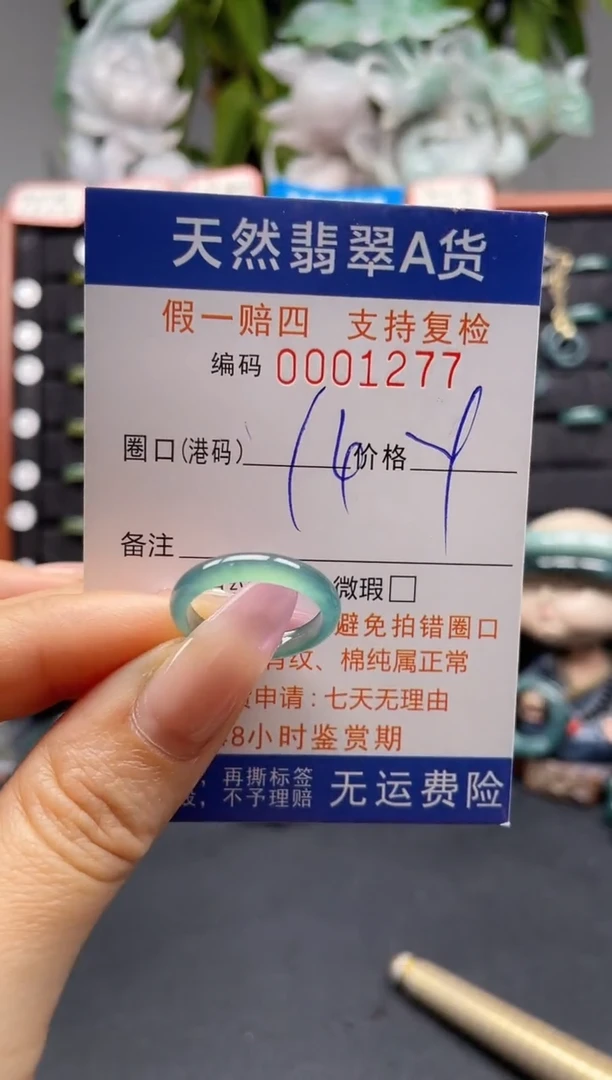 天然翡翠A货
假一赔四 支持复检
编码 0001277
圈口(港码) 14 价格
备注
微瑕□
避免拍错圈口
纹、棉纯属正常
申请:七天无理由
8小时鉴赏期
再撕标签
,不予理赔
无运费险